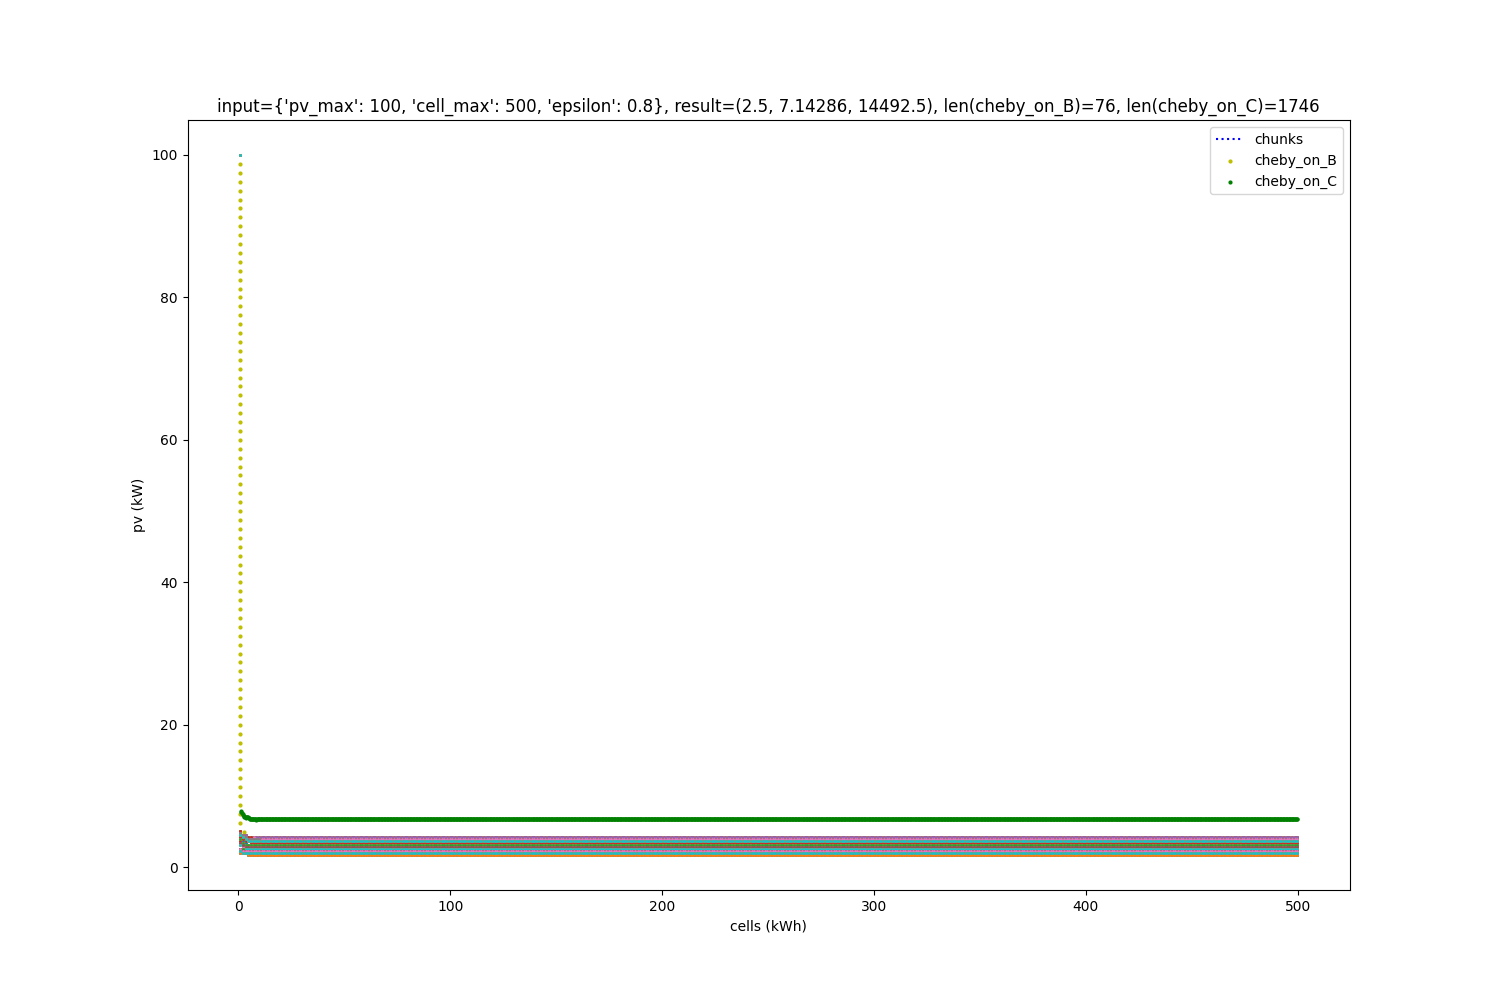 input={'pv_max': 100, 'cell_max': 500, 'epsilon': 0.8}, result=(2.5, 7.14286, 14492.5), len(cheby_on_B)=76, len(cheby_on_C)=1746
chunks
cheby_on_B
cheby_on_C
100
80
60
40
20
0
pv (kW)
0 100 200 300 400 500
cells (kWh)